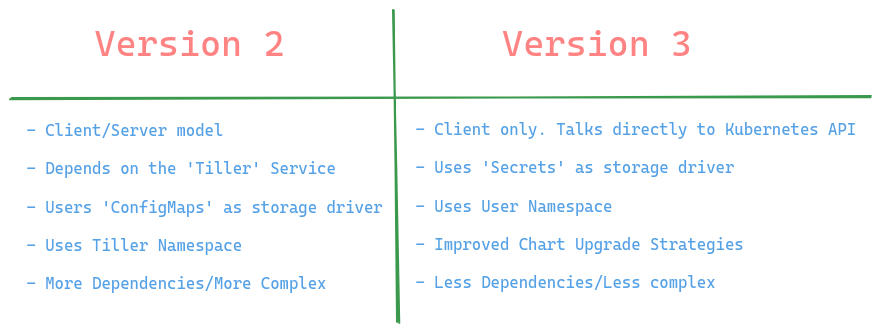 Version 2
- Client/Server model
- Depends on the 'Tiller' Service
- Users 'ConfigMaps' as storage driver
- Uses Tiller Namespace
- More Dependencies/More Complex
Version 3
- Client only. Talks directly to Kubernetes API
- Uses 'Secrets' as storage driver
- Uses User Namespace
- Improved Chart Upgrade Strategies
- Less Dependencies/Less complex